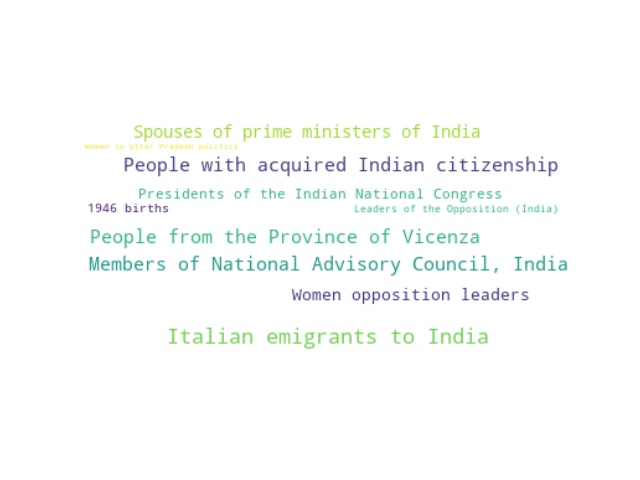 Spouses of prime ministers of India
Women in Uttar Pradesh politics
People with acquired Indian citizenship
Presidents of the Indian National Congress
1946 births
Leaders of the Opposition (India)
People from the Province of Vicenza
Members of National Advisory Council, India
Women opposition leaders
Italian emigrants to India